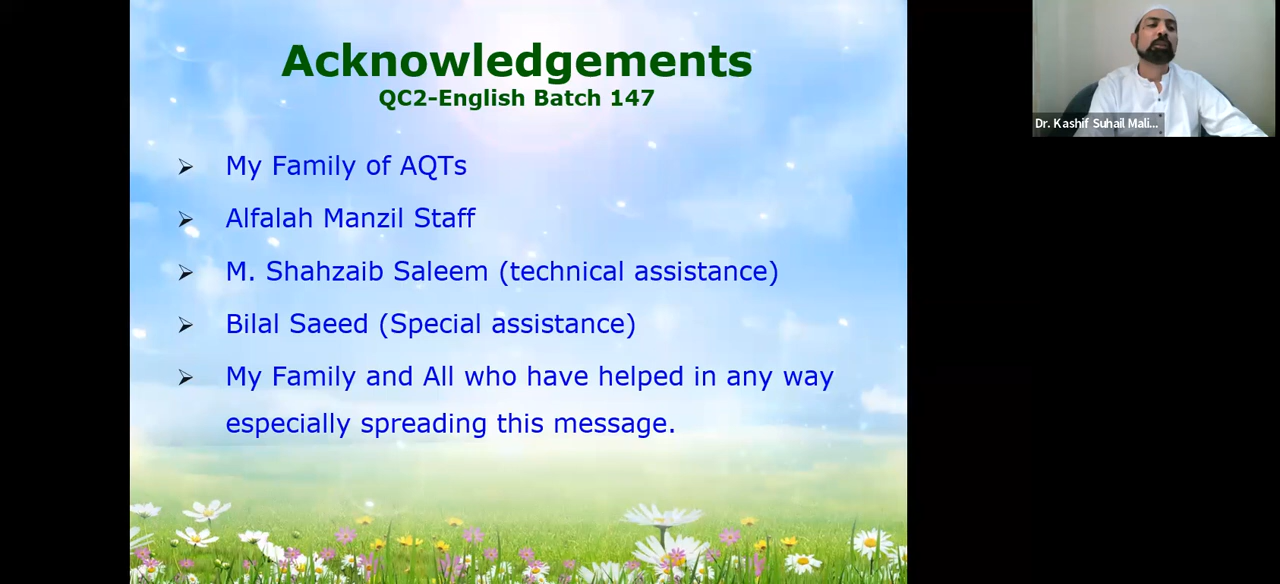 Acknowledgements
QC2-English Batch 147
➢ My Family of AQTs
➢ Alfalah Manzil Staff
➢ M. Shahzaib Saleem (technical assistance)
➢ Bilal Saeed (Special assistance)
➢ My Family and All who have helped in any way
especially spreading this message.
Dr. Kashif Suhail Mali...